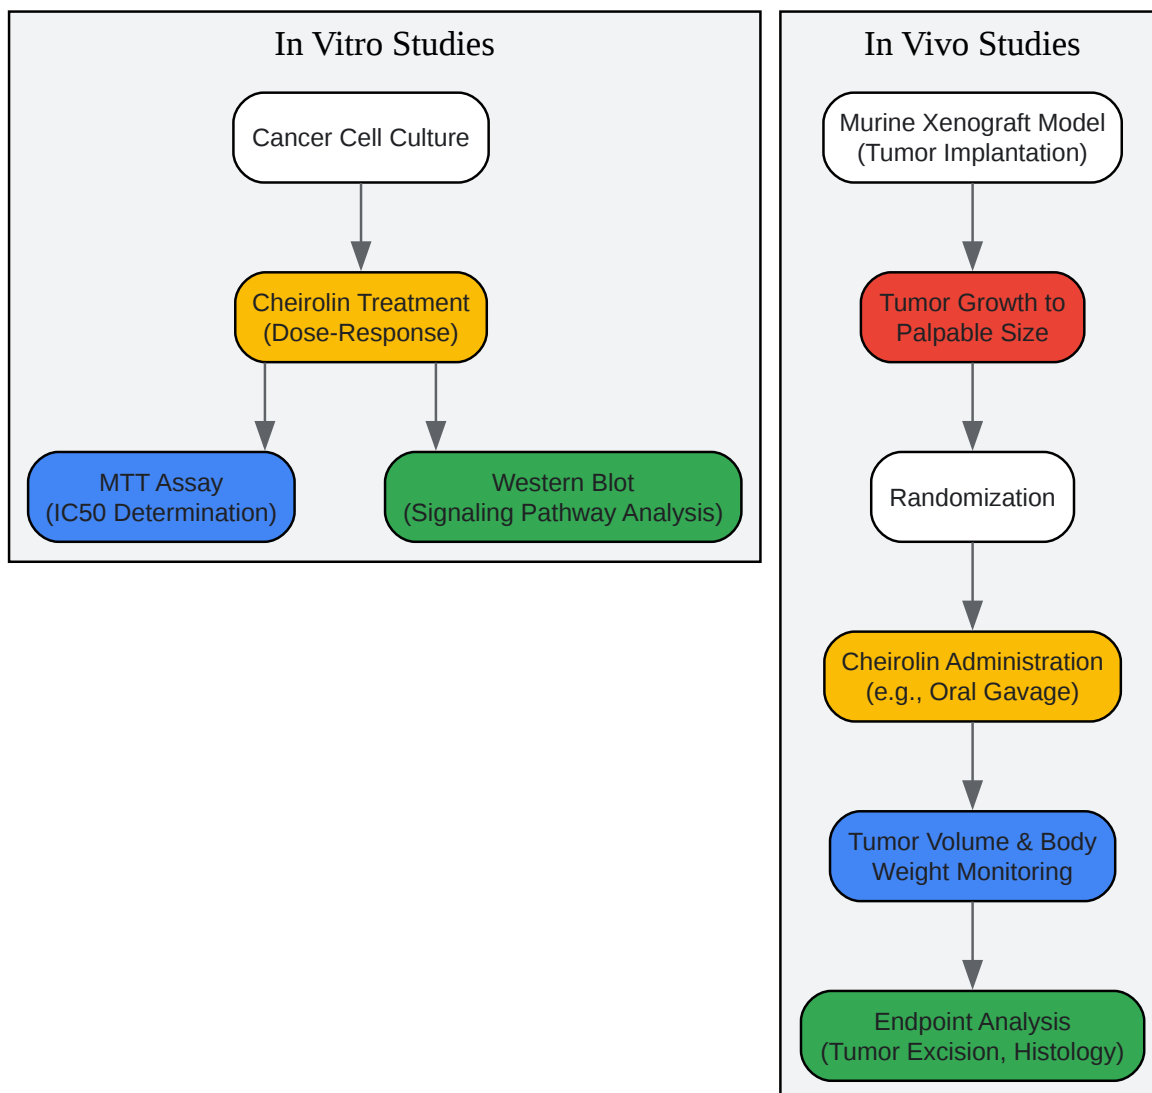 In Vitro Studies
Cancer Cell Culture
Cheirolin Treatment
(Dose-Response)
MTT Assay
(IC50 Determination)
Western Blot
(Signaling Pathway Analysis)
In Vivo Studies
Murine Xenograft Model
(Tumor Implantation)
Tumor Growth to
Palpable Size
Randomization
Cheirolin Administration
(e.g., Oral Gavage)
Tumor Volume & Body
Weight Monitoring
Endpoint Analysis
(Tumor Excision, Histology)